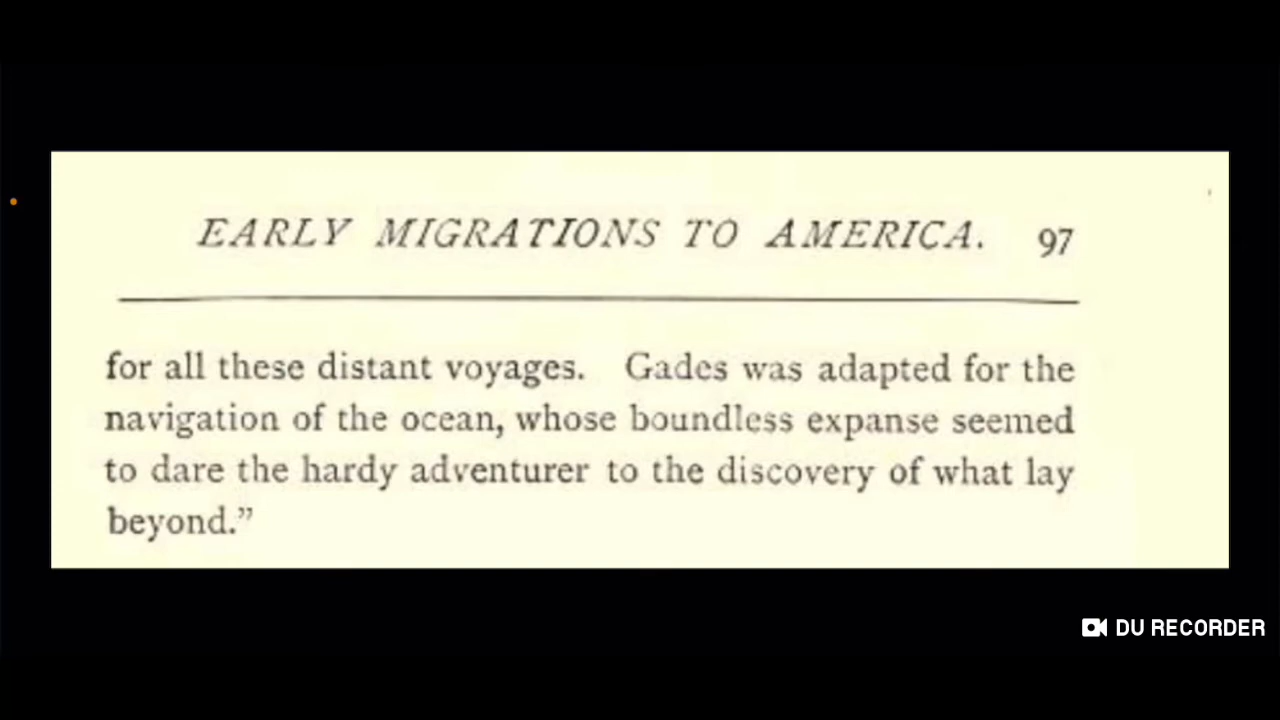 EARLY MIGRATIONS TO AMERICA. 97
for all these distant voyages. Gades was adapted for the
navigation of the ocean, whose boundless expanse seemed
to dare the hardy adventurer to the discovery of what lay
beyond.”
DU RECORDER